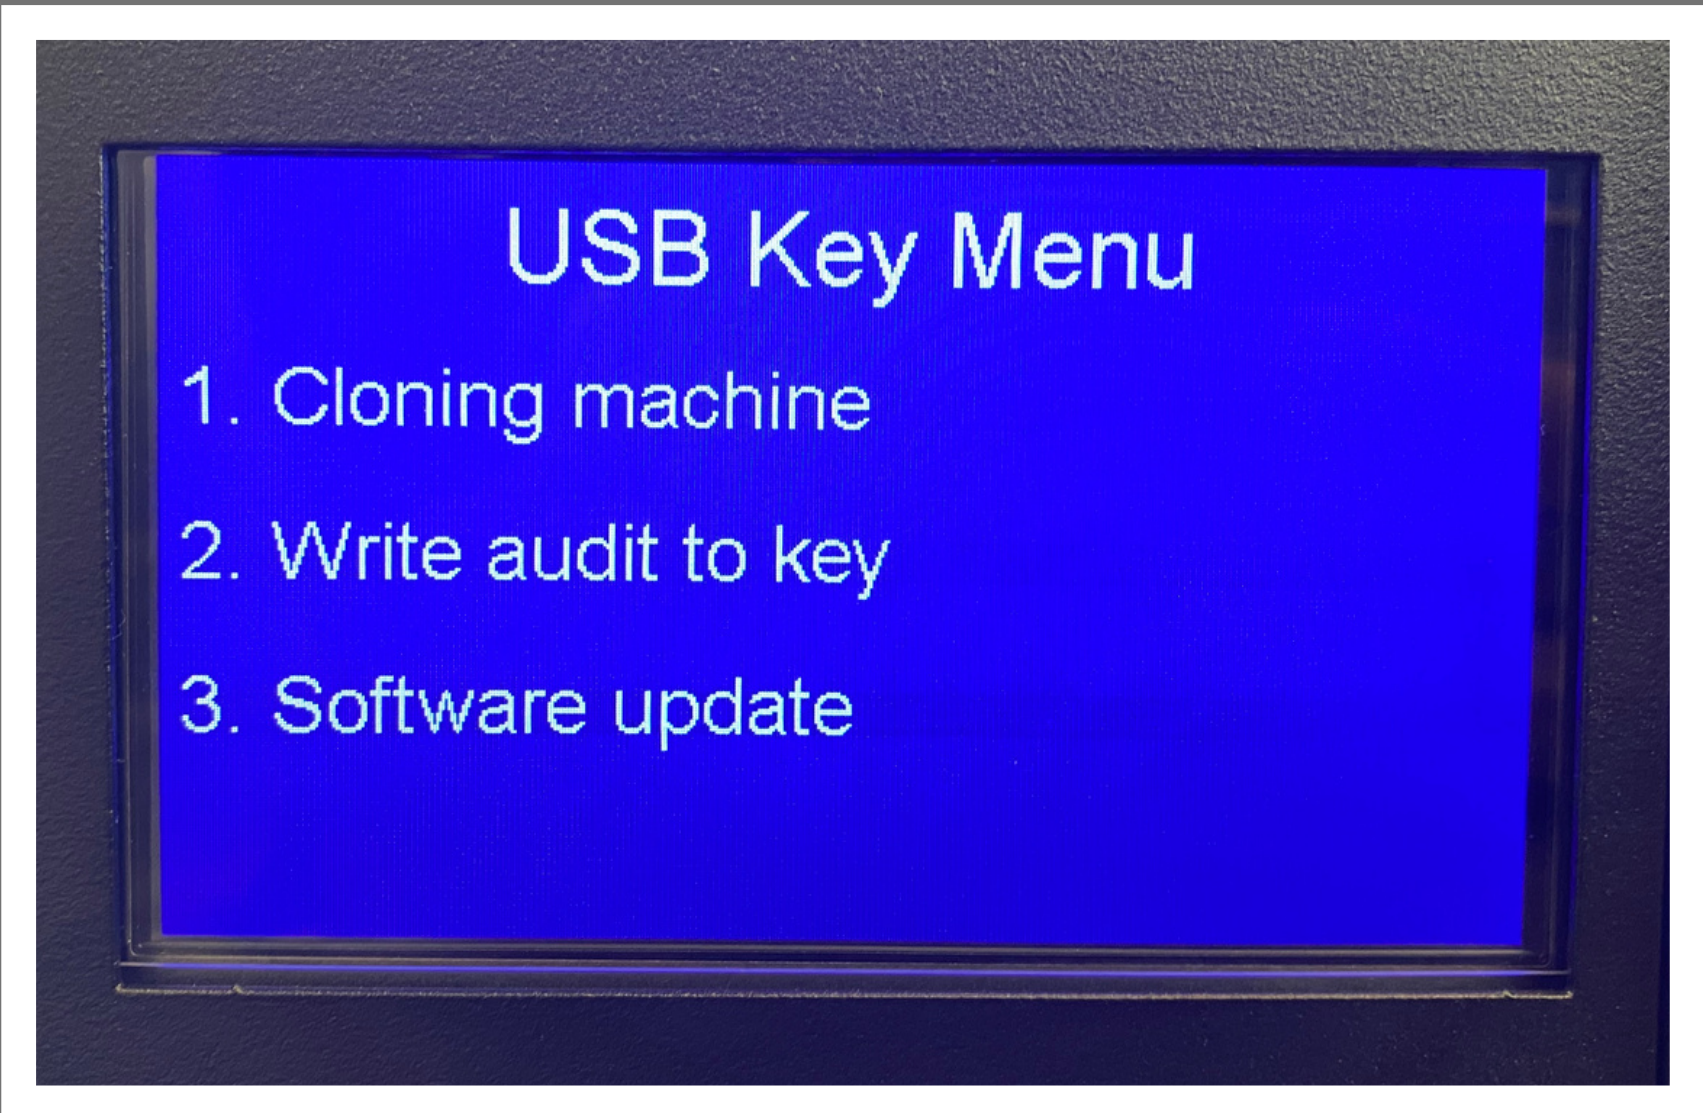 USB Key Menu
1. Cloning machine
2. Write audit to key
3. Software update